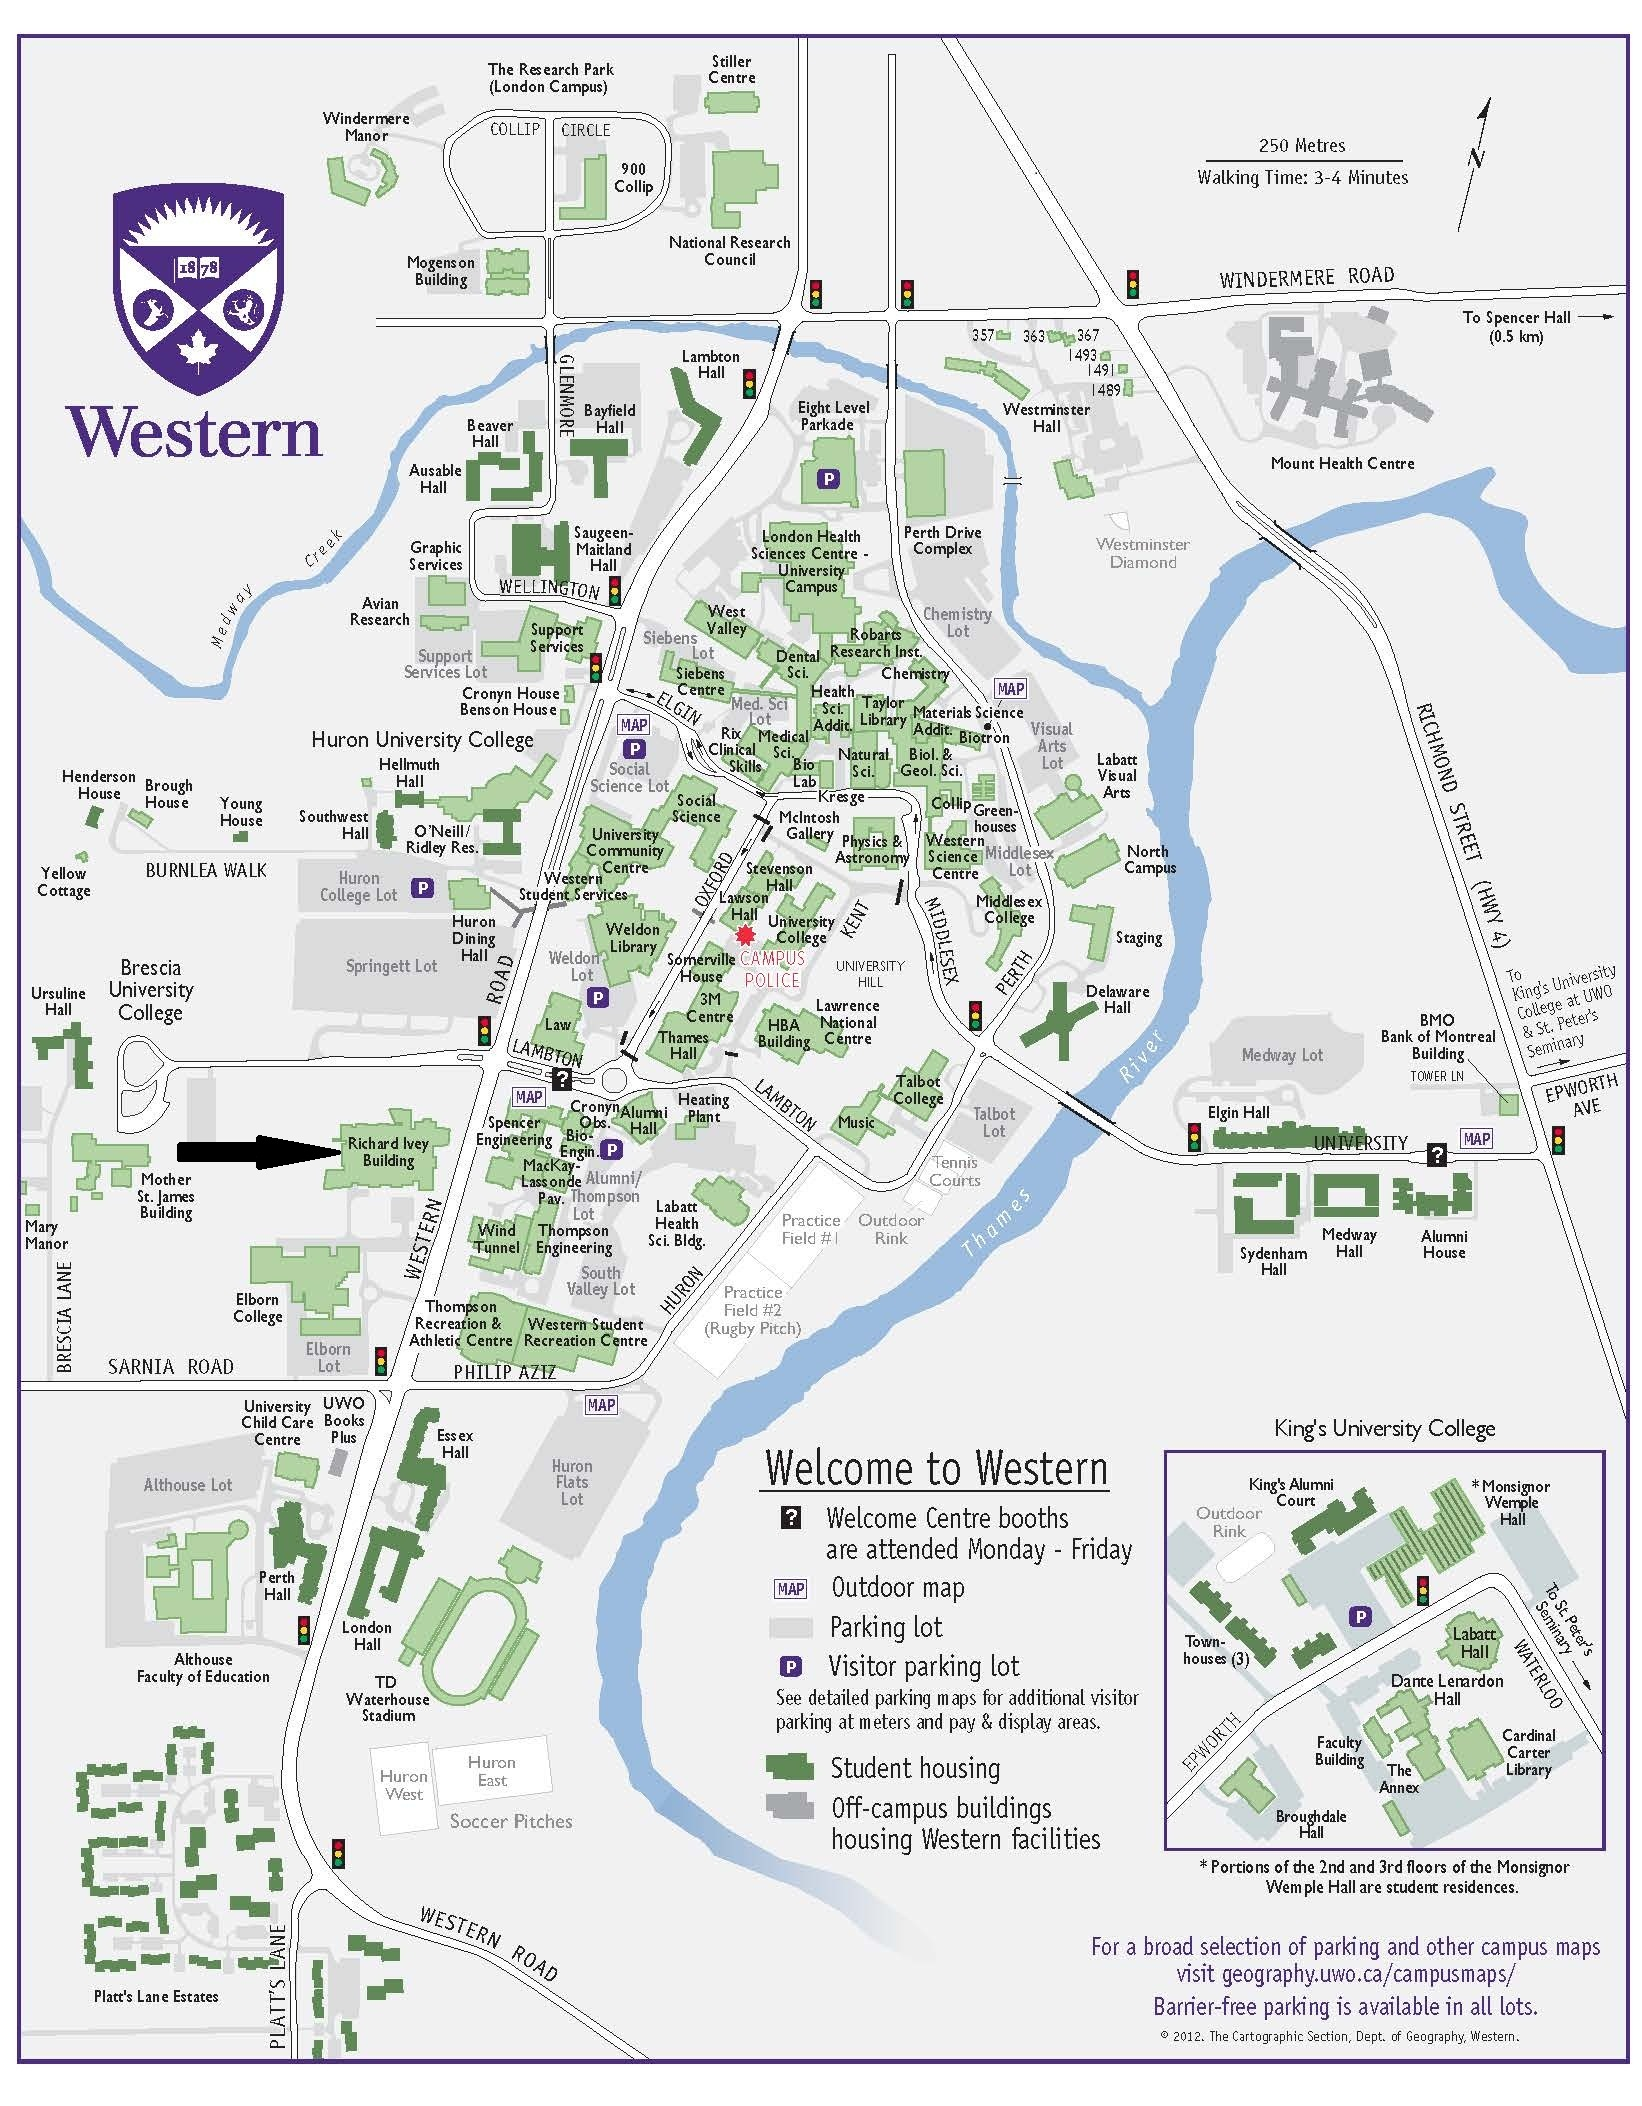 The Research Park
(London Campus)
Stiller
Centre
Windermere
Manor
COLLIP
CIRCLE
900
Collip
250 Metres
Walking Time: 3-4 Minutes
N
1878
Western
National Research
Council
Mogenson
Building
WINDERMERE ROAD
To Spencer Hall
(0.5 km)
357
363
367
1493
1491
1489
GLENMORE
Lambton
Hall
Beaver
Hall
Bayfield
Hall
Ausable
Hall
Eight Level
Parkade
P
Westminster
Hall
Mount Health Centre
Medway Creek
Graphic
Services
Saugeen-
Maitland
Hall
WELLINGTON
London Health
Sciences Centre -
University
Campus
Perth Drive
Complex
Westminster
Diamond
Avian
Research
Support
Services
Support
Services Lot
West
Valley
Siebens
Lot
Siebens
Centre
Chemistry
Lot
Robarts
Research Inst.
Dental
Sci.
Chemistry
Cronyn House
Benson House
ELGIN
MAP
P
Social
Science Lot
Med. Sci
Lot
Health
Sci.
Addit.
Taylor
Library
Materials Science
Addit.
Biotron
MAP
Rix
Clinical
Skills
Medical
Sci.
Bio
Lab
Natural
Sci.
Biol. &
Geol. Sci.
Visual
Arts
Lot
Labatt
Visual
Arts
RICHMOND STREET (HWY 4)
Huron University College
Hellmuth
Hall
Henderson
House
Brough
House
Young
House
Southwest
Hall
O'Neill/
Ridley Res.
Social
Science
Kresge
Collip
Green-
houses
McIntosh
Gallery
Physics &
Astronomy
Western
Science
Centre
Middlesex
Lot
North
Campus
Yellow
Cottage
BURNLEA WALK
Huron
College Lot
P
University
Community
Centre
Western
Student Services
OXFORD
Stevenson
Hall
Lawson
Hall
University
College
KENT
MIDDLESEX
Middlesex
College
Huron
Dining
Hall
Weldon
Library
Weldon
Lot
P
Somerville
House
CAMPUS
POLICE
UNIVERSITY
HILL
PERTH
Staging
Springett Lot
ROAD
Brescia
University
College
Ursuline
Hall
Law
3M
Centre
Thames
Hall
HBA
Building
Lawrence
National
Centre
Delaware
Hall
To
King's University
College at UWO
& St. Peter's
Seminary
BMO
Bank of Montreal
Building
TOWER LN
EPWORTH
AVE
Medway Lot
LAMBTON
?
MAP
LAMBTON
Talbot
College
Music
Talbot
Lot
Thames River
Elgin Hall
UNIVERSITY
?
MAP
Richard Ivey
Building
Spencer
Engineering
Cronyn
Obs.
Bio-
Engin.
Alumni
Hall
P
Heating
Plant
MacKay-
Lassonde
Pav.
Alumni/
Thompson
Lot
Mother
St. James
Building
Mary
Manor
BRESCIA LANE
WESTERN
Wind
Tunnel
Thompson
Engineering
Labatt
Health
Sci. Bldg.
Tennis
Courts
Practice
Field #1
Outdoor
Rink
Sydenham
Hall
Medway
Hall
Alumni
House
Elborn
College
Elborn
Lot
South
Valley Lot
HURON
Practice
Field #2
(Rugby Pitch)
Thompson
Recreation &
Athletic Centre
Western Student
Recreation Centre
SARNIA ROAD
PHILIP AZIZ
MAP
University
Child Care
Centre
UWO
Books
Plus
Essex
Hall
Althouse Lot
Huron
Flats
Lot
Perth
Hall
London
Hall
Althouse
Faculty of Education
TD
Waterhouse
Stadium
Huron
West
Huron
East
Soccer Pitches
Platt's Lane Estates
PLATT'S LANE
WESTERN ROAD
Welcome to Western
? Welcome Centre booths
are attended Monday - Friday
MAP Outdoor map
Parking lot
P Visitor parking lot
See detailed parking maps for additional visitor
parking at meters and pay & display areas.
Student housing
Off-campus buildings
housing Western facilities
King's University College
King's Alumni
Court
Outdoor
Rink
* Monsignor
Wemple
Hall
P
Town-
houses (3)
Labatt
Hall
To St. Peter's
Seminary
WATERLOO
Dante Lenardon
Hall
EPWORTH
Faculty
Building
The
Annex
Cardinal
Carter
Library
Broughdale
Hall
* Portions of the 2nd and 3rd floors of the Monsignor
Wemple Hall are student residences.
For a broad selection of parking and other campus maps
visit geography.uwo.ca/campusmaps/
Barrier-free parking is available in all lots.
© 2012. The Cartographic Section, Dept. of Geography, Western.